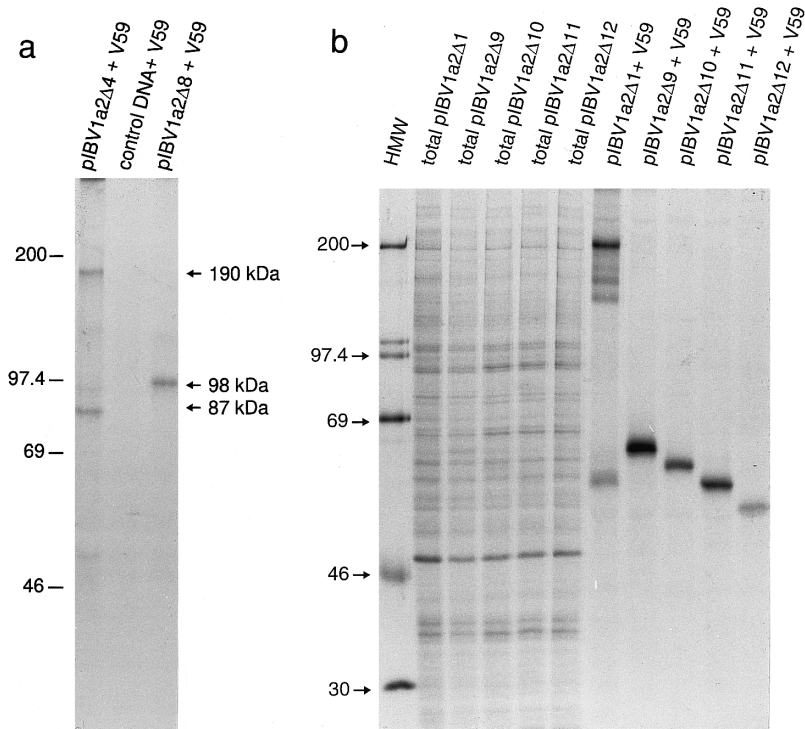 a
pIBV1a2Δ4 + V59
control DNA+ V59
pIBV1a2Δ8 + V59
200
97.4
69
46
← 190 kDa
← 98 kDa
← 87 kDa
b
HMW
total pIBV1a2Δ1
total pIBV1a2Δ9
total pIBV1a2Δ10
total pIBV1a2Δ11
total pIBV1a2Δ12
pIBV1a2Δ1+ V59
pIBV1a2Δ9 + V59
pIBV1a2Δ10 + V59
pIBV1a2Δ11 + V59
pIBV1a2Δ12 + V59
200→
97.4→
69→
46→
30→